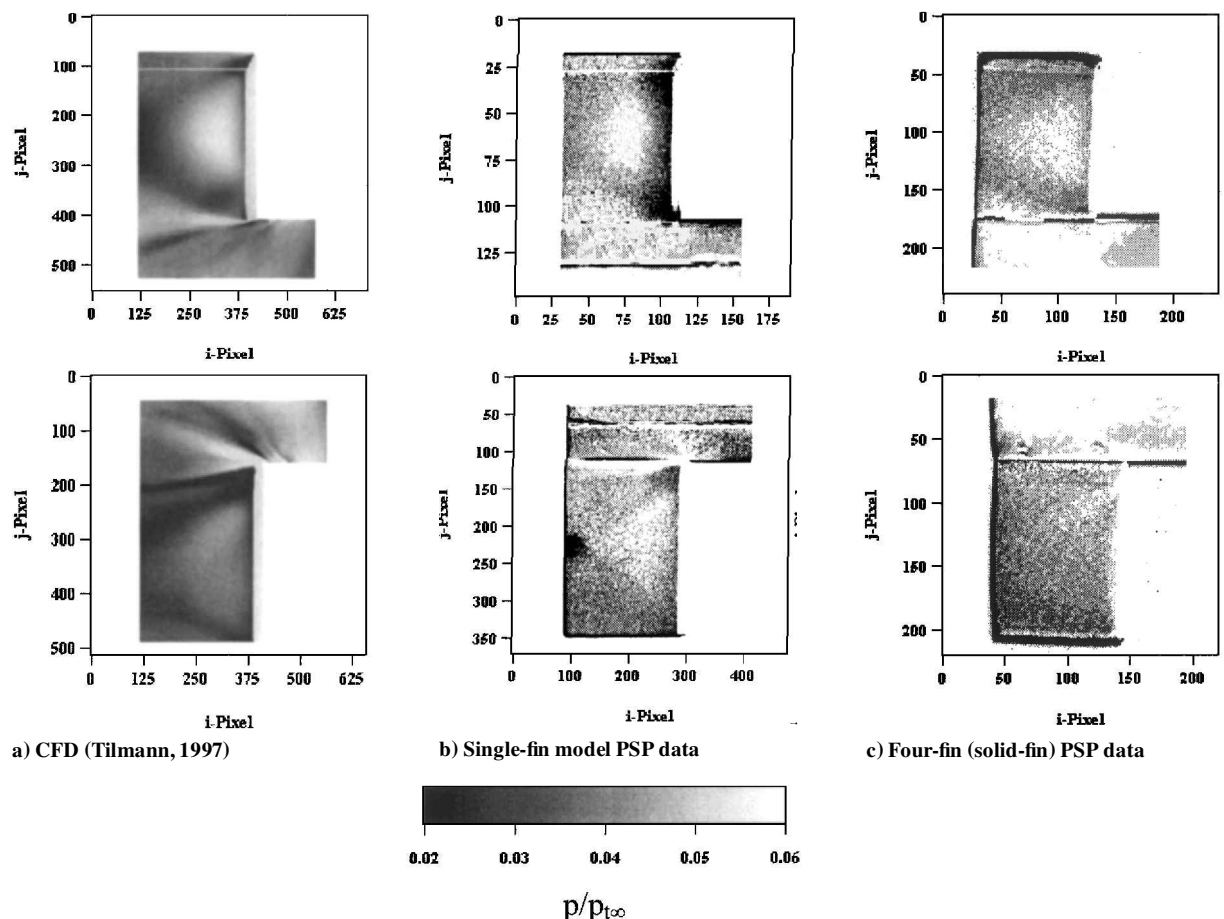 0
100
200
300
400
500
j-Pixel
0 125 250 375 500 625
i-Pixel
0
25
50
75
100
125
j-Pixel
0 25 50 75 100 125 150 175
i-Pixel
0
50
100
150
200
j-Pixel
0 50 100 150 200
i-Pixel
0
100
200
300
400
500
j-Pixel
0 125 250 375 500 625
i-Pixel
0
50
100
150
200
250
300
350
j-Pixel
0 100 200 300 400
i-Pixel
0
50
100
150
200
j-Pixel
0 50 100 150 200
i-Pixel
a) CFD (Tilmann, 1997)
b) Single-fin model PSP data
c) Four-fin (solid-fin) PSP data
0.02 0.03 0.04 0.05 0.06
p/pt∞